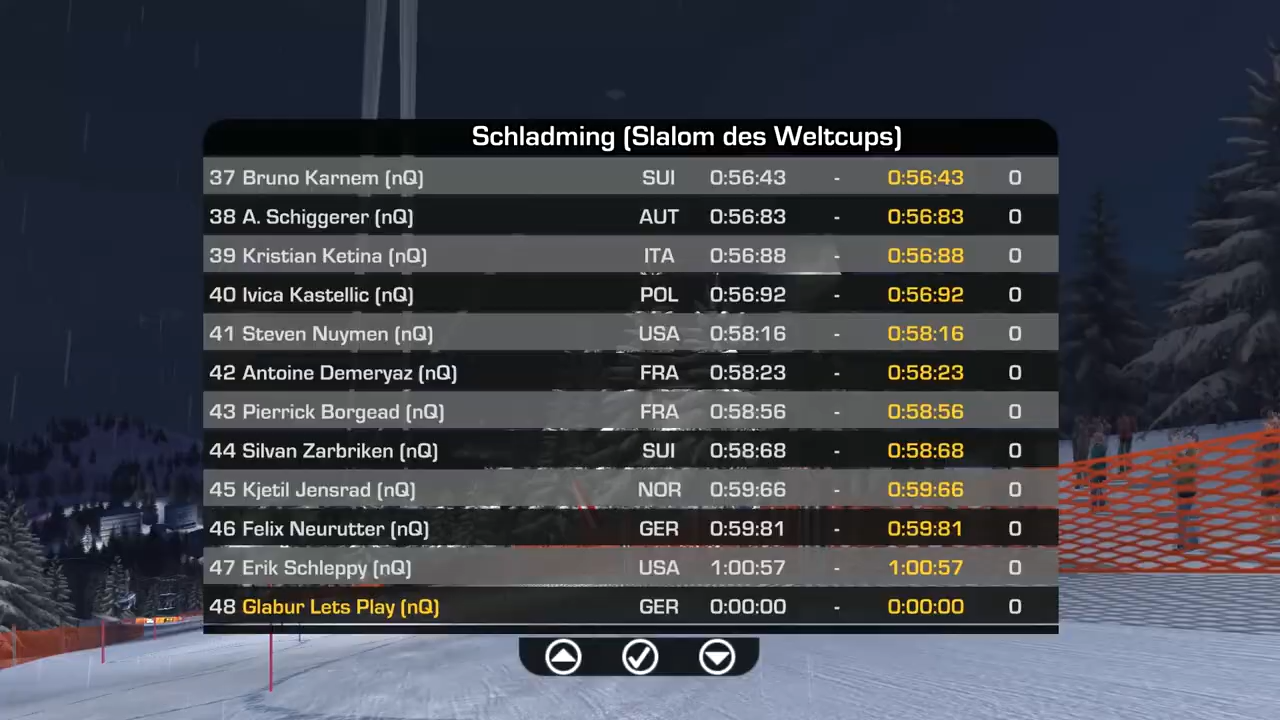 Schladming (Slalom des Weltcups)
37 Bruno Karnem (nQ) SUI 0:56:43 - 0:56:43 0
38 A. Schiggerer (nQ) AUT 0:56:83 - 0:56:83 0
39 Kristian Ketina (nQ) ITA 0:56:88 - 0:56:88 0
40 Ivica Kastellic (nQ) POL 0:56:92 - 0:56:92 0
41 Steven Nuymen (nQ) USA 0:58:16 - 0:58:16 0
42 Antoine Demeryaz (nQ) FRA 0:58:23 - 0:58:23 0
43 Pierrick Borgead (nQ) FRA 0:58:56 - 0:58:56 0
44 Silvan Zarbriken (nQ) SUI 0:58:68 - 0:58:68 0
45 Kjetil Jensrad (nQ) NOR 0:59:66 - 0:59:66 0
46 Felix Neurutter (nQ) GER 0:59:81 - 0:59:81 0
47 Erik Schleppy (nQ) USA 1:00:57 - 1:00:57 0
48 Glabur Lets Play (nQ) GER 0:00:00 - 0:00:00 0